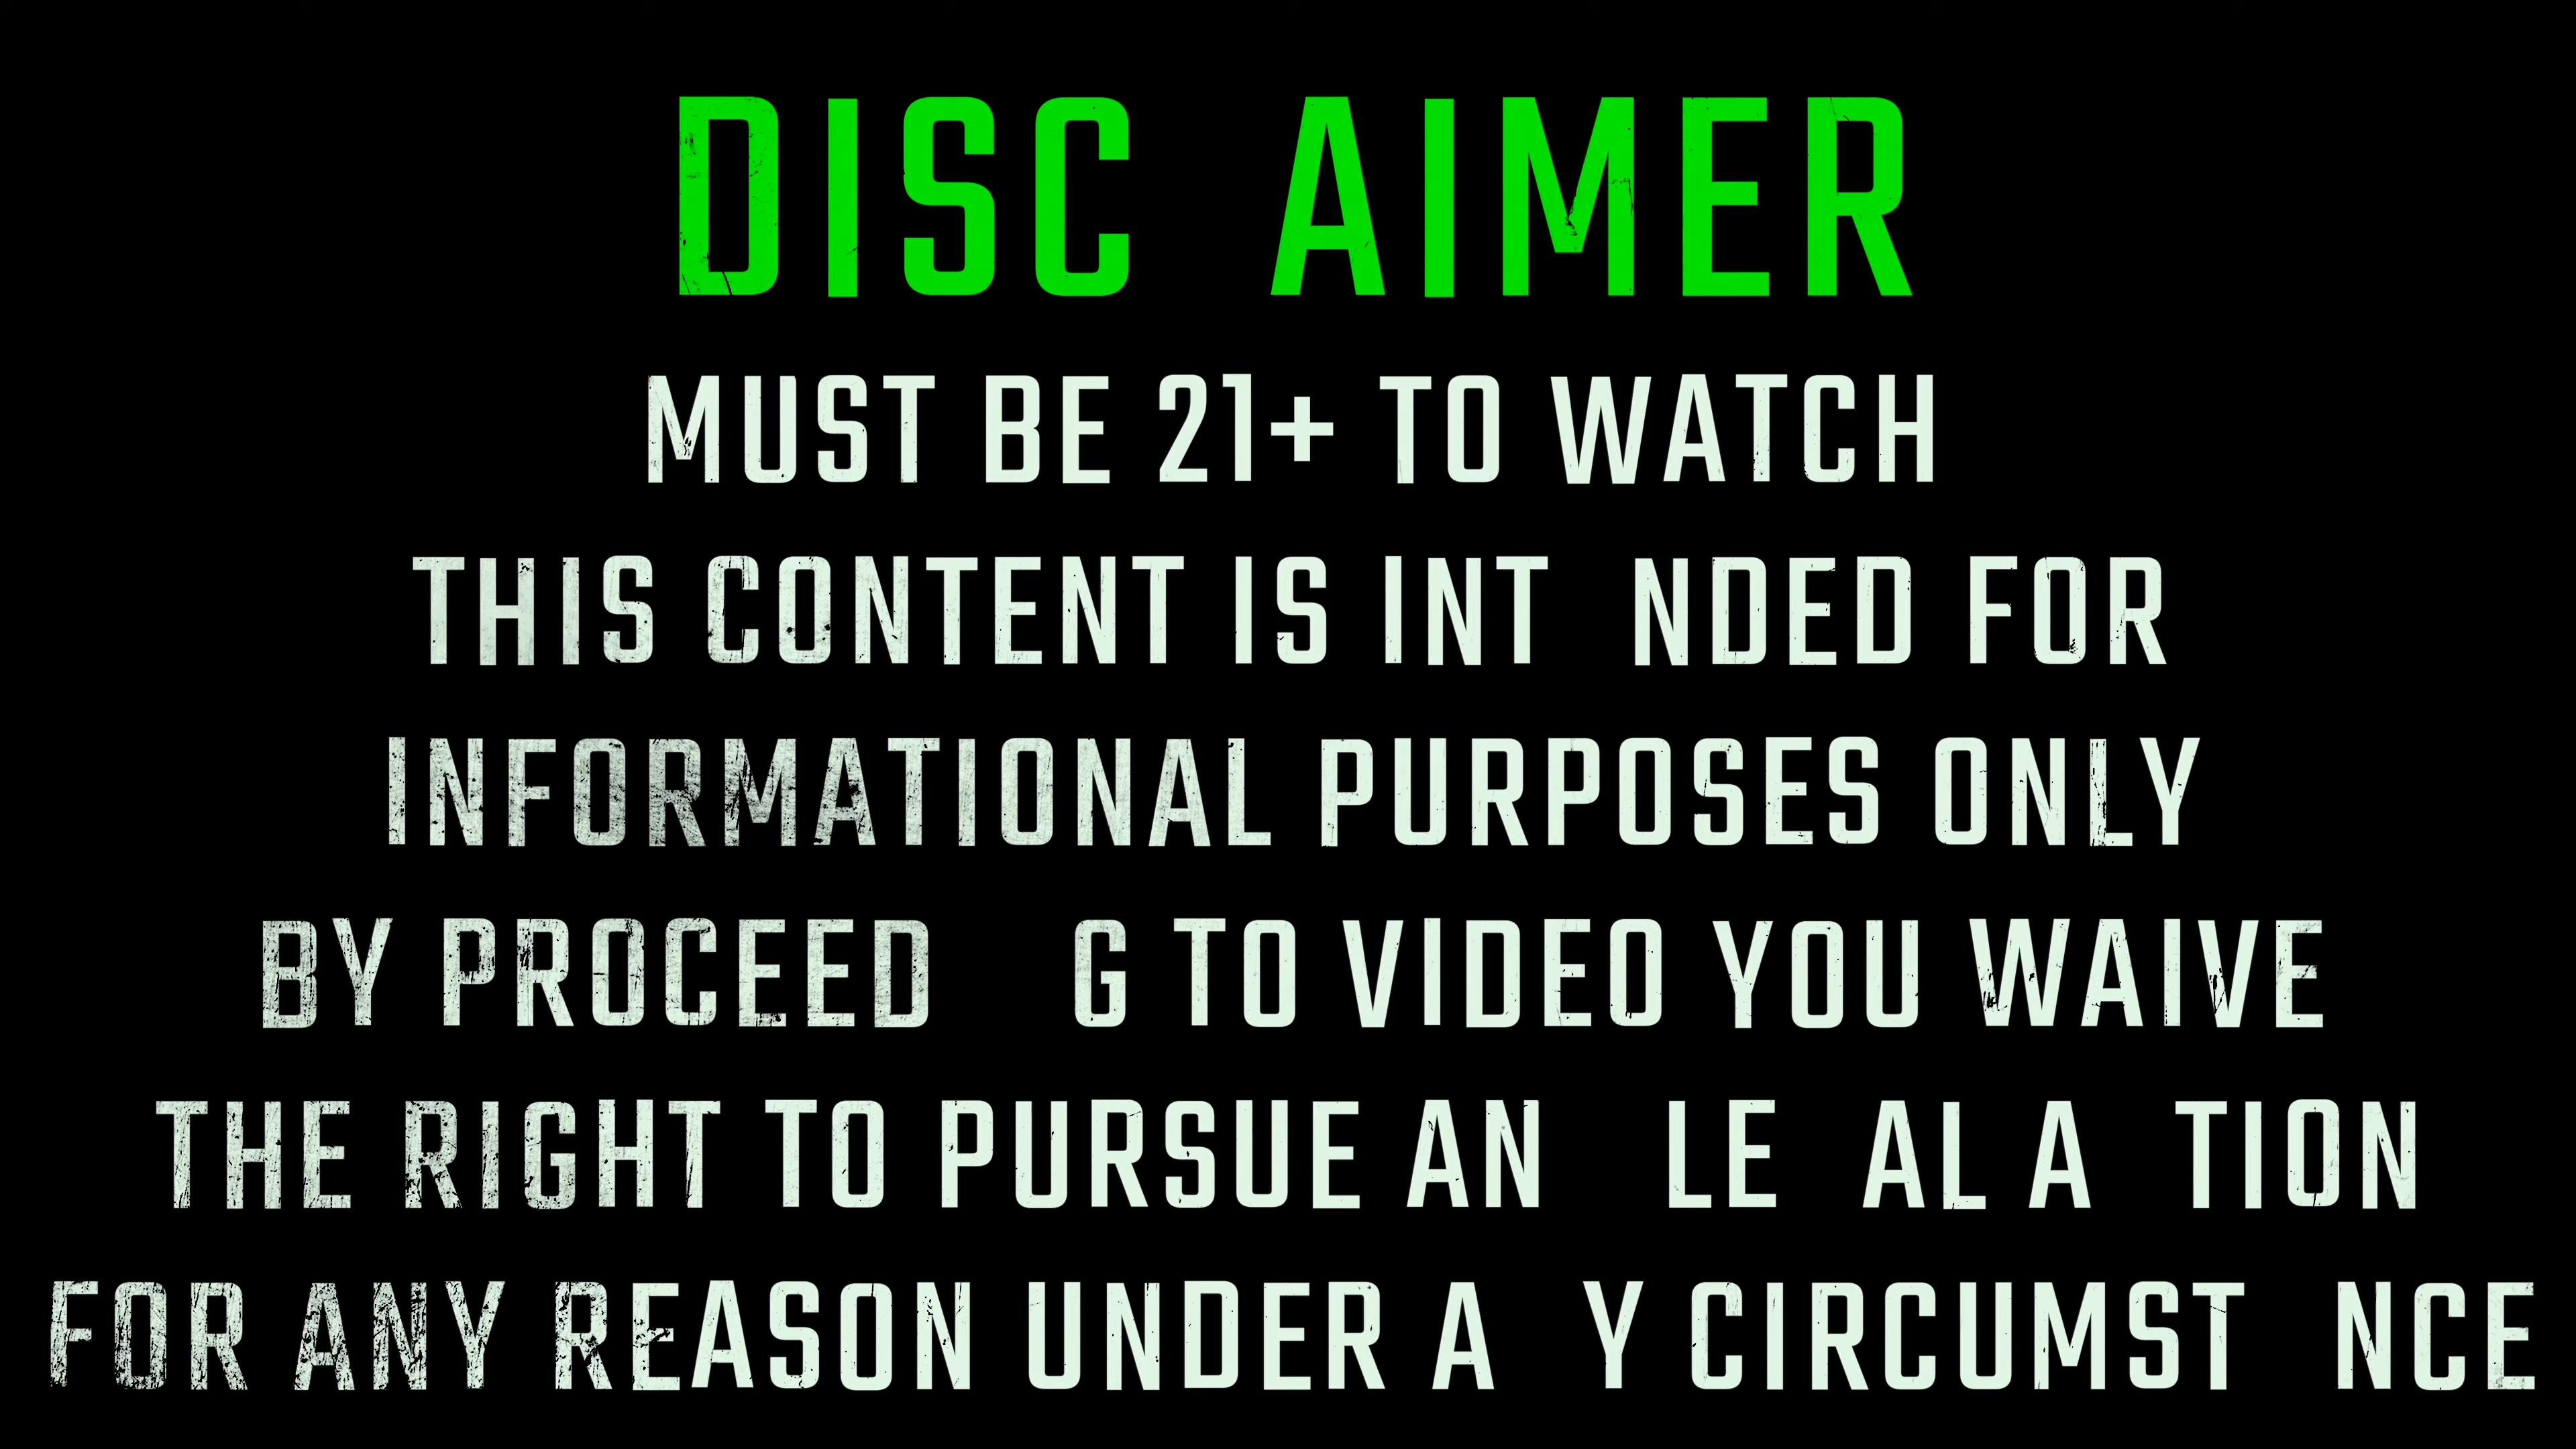 DISC AIMER
MUST BE 21+ TO WATCH
THIS CONTENT IS INT NDED FOR
INFORMATIONAL PURPOSES ONLY
BY PROCEED G TO VIDEO YOU WAIVE
THE RIGHT TO PURSUE AN LE AL A TION
FOR ANY REASON UNDER A Y CIRCUMST NCE